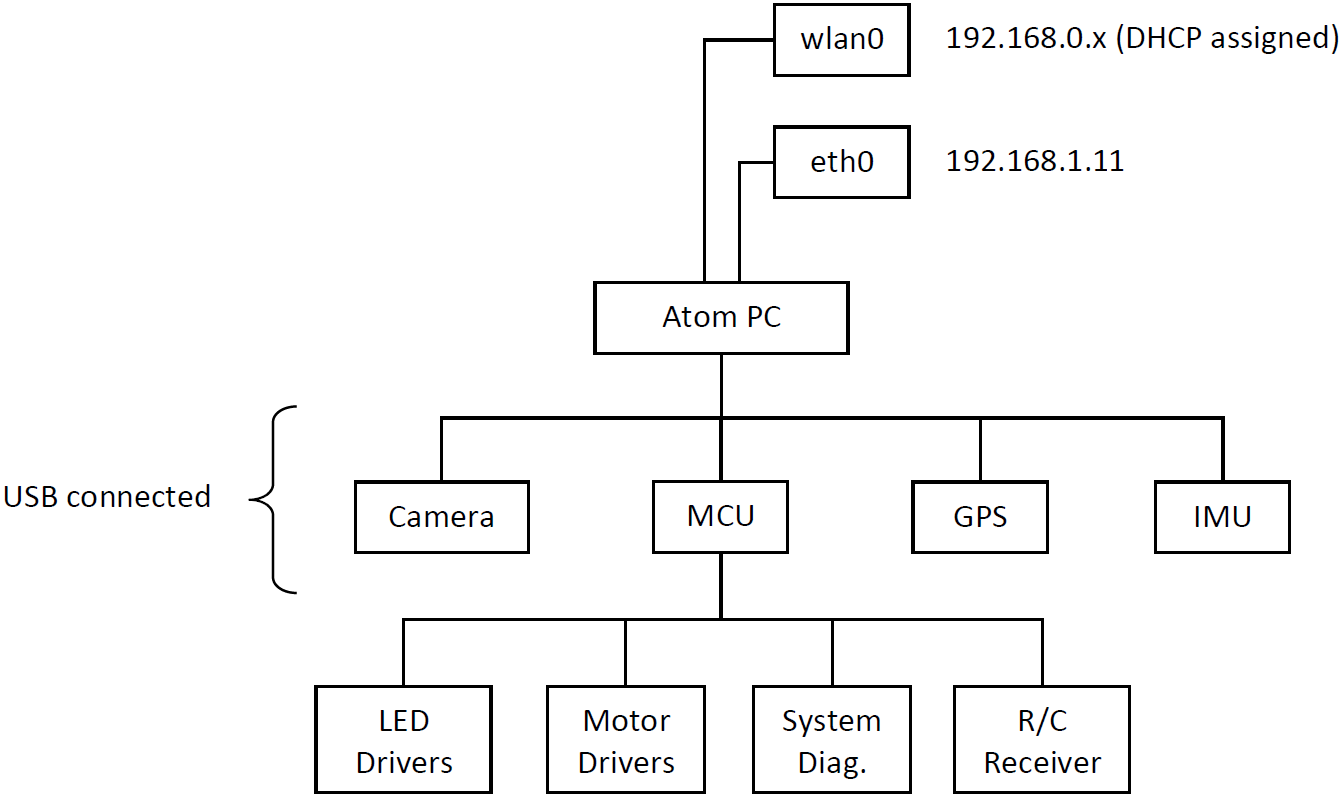 wlan0
192.168.0.x (DHCP assigned)
eth0
192.168.1.11
Atom PC
USB connected
Camera
MCU
GPS
IMU
LED
Drivers
Motor
Drivers
System
Diag.
R/C
Receiver